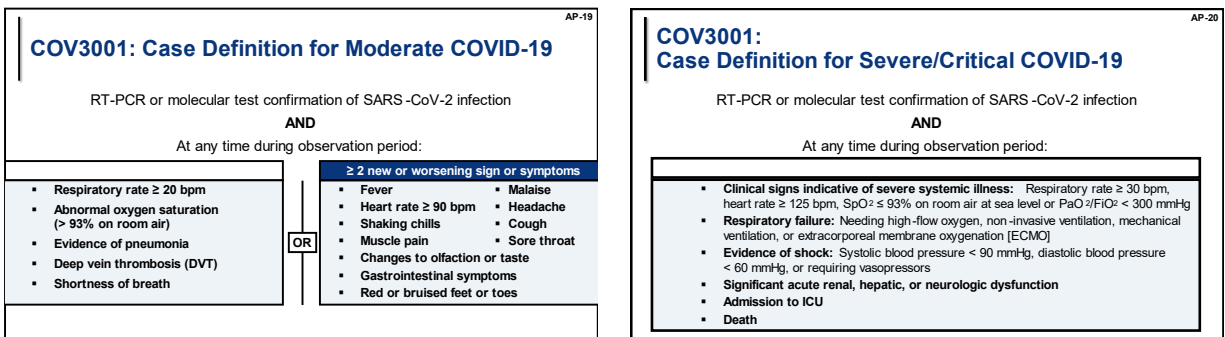 AP-19
COV3001: Case Definition for Moderate COVID-19
RT-PCR or molecular test confirmation of SARS -CoV-2 infection
AND
At any time during observation period:
▪ Respiratory rate ≥ 20 bpm
▪ Abnormal oxygen saturation
(> 93% on room air)
▪ Evidence of pneumonia
▪ Deep vein thrombosis (DVT)
▪ Shortness of breath
OR
≥ 2 new or worsening sign or symptoms
▪ Fever
▪ Heart rate ≥ 90 bpm
▪ Shaking chills
▪ Muscle pain
▪ Changes to olfaction or taste
▪ Gastrointestinal symptoms
▪ Red or bruised feet or toes
▪ Malaise
▪ Headache
▪ Cough
▪ Sore throat
AP-20
COV3001:
Case Definition for Severe/Critical COVID-19
RT-PCR or molecular test confirmation of SARS -CoV-2 infection
AND
At any time during observation period:
▪ Clinical signs indicative of severe systemic illness: Respiratory rate ≥ 30 bpm,
heart rate ≥ 125 bpm, SpO2 ≤ 93% on room air at sea level or PaO2/FiO2 < 300 mmHg
▪ Respiratory failure: Needing high-flow oxygen, non-invasive ventilation, mechanical
ventilation, or extracorporeal membrane oxygenation [ECMO]
▪ Evidence of shock: Systolic blood pressure < 90 mmHg, diastolic blood pressure
< 60 mmHg, or requiring vasopressors
▪ Significant acute renal, hepatic, or neurologic dysfunction
▪ Admission to ICU
▪ Death